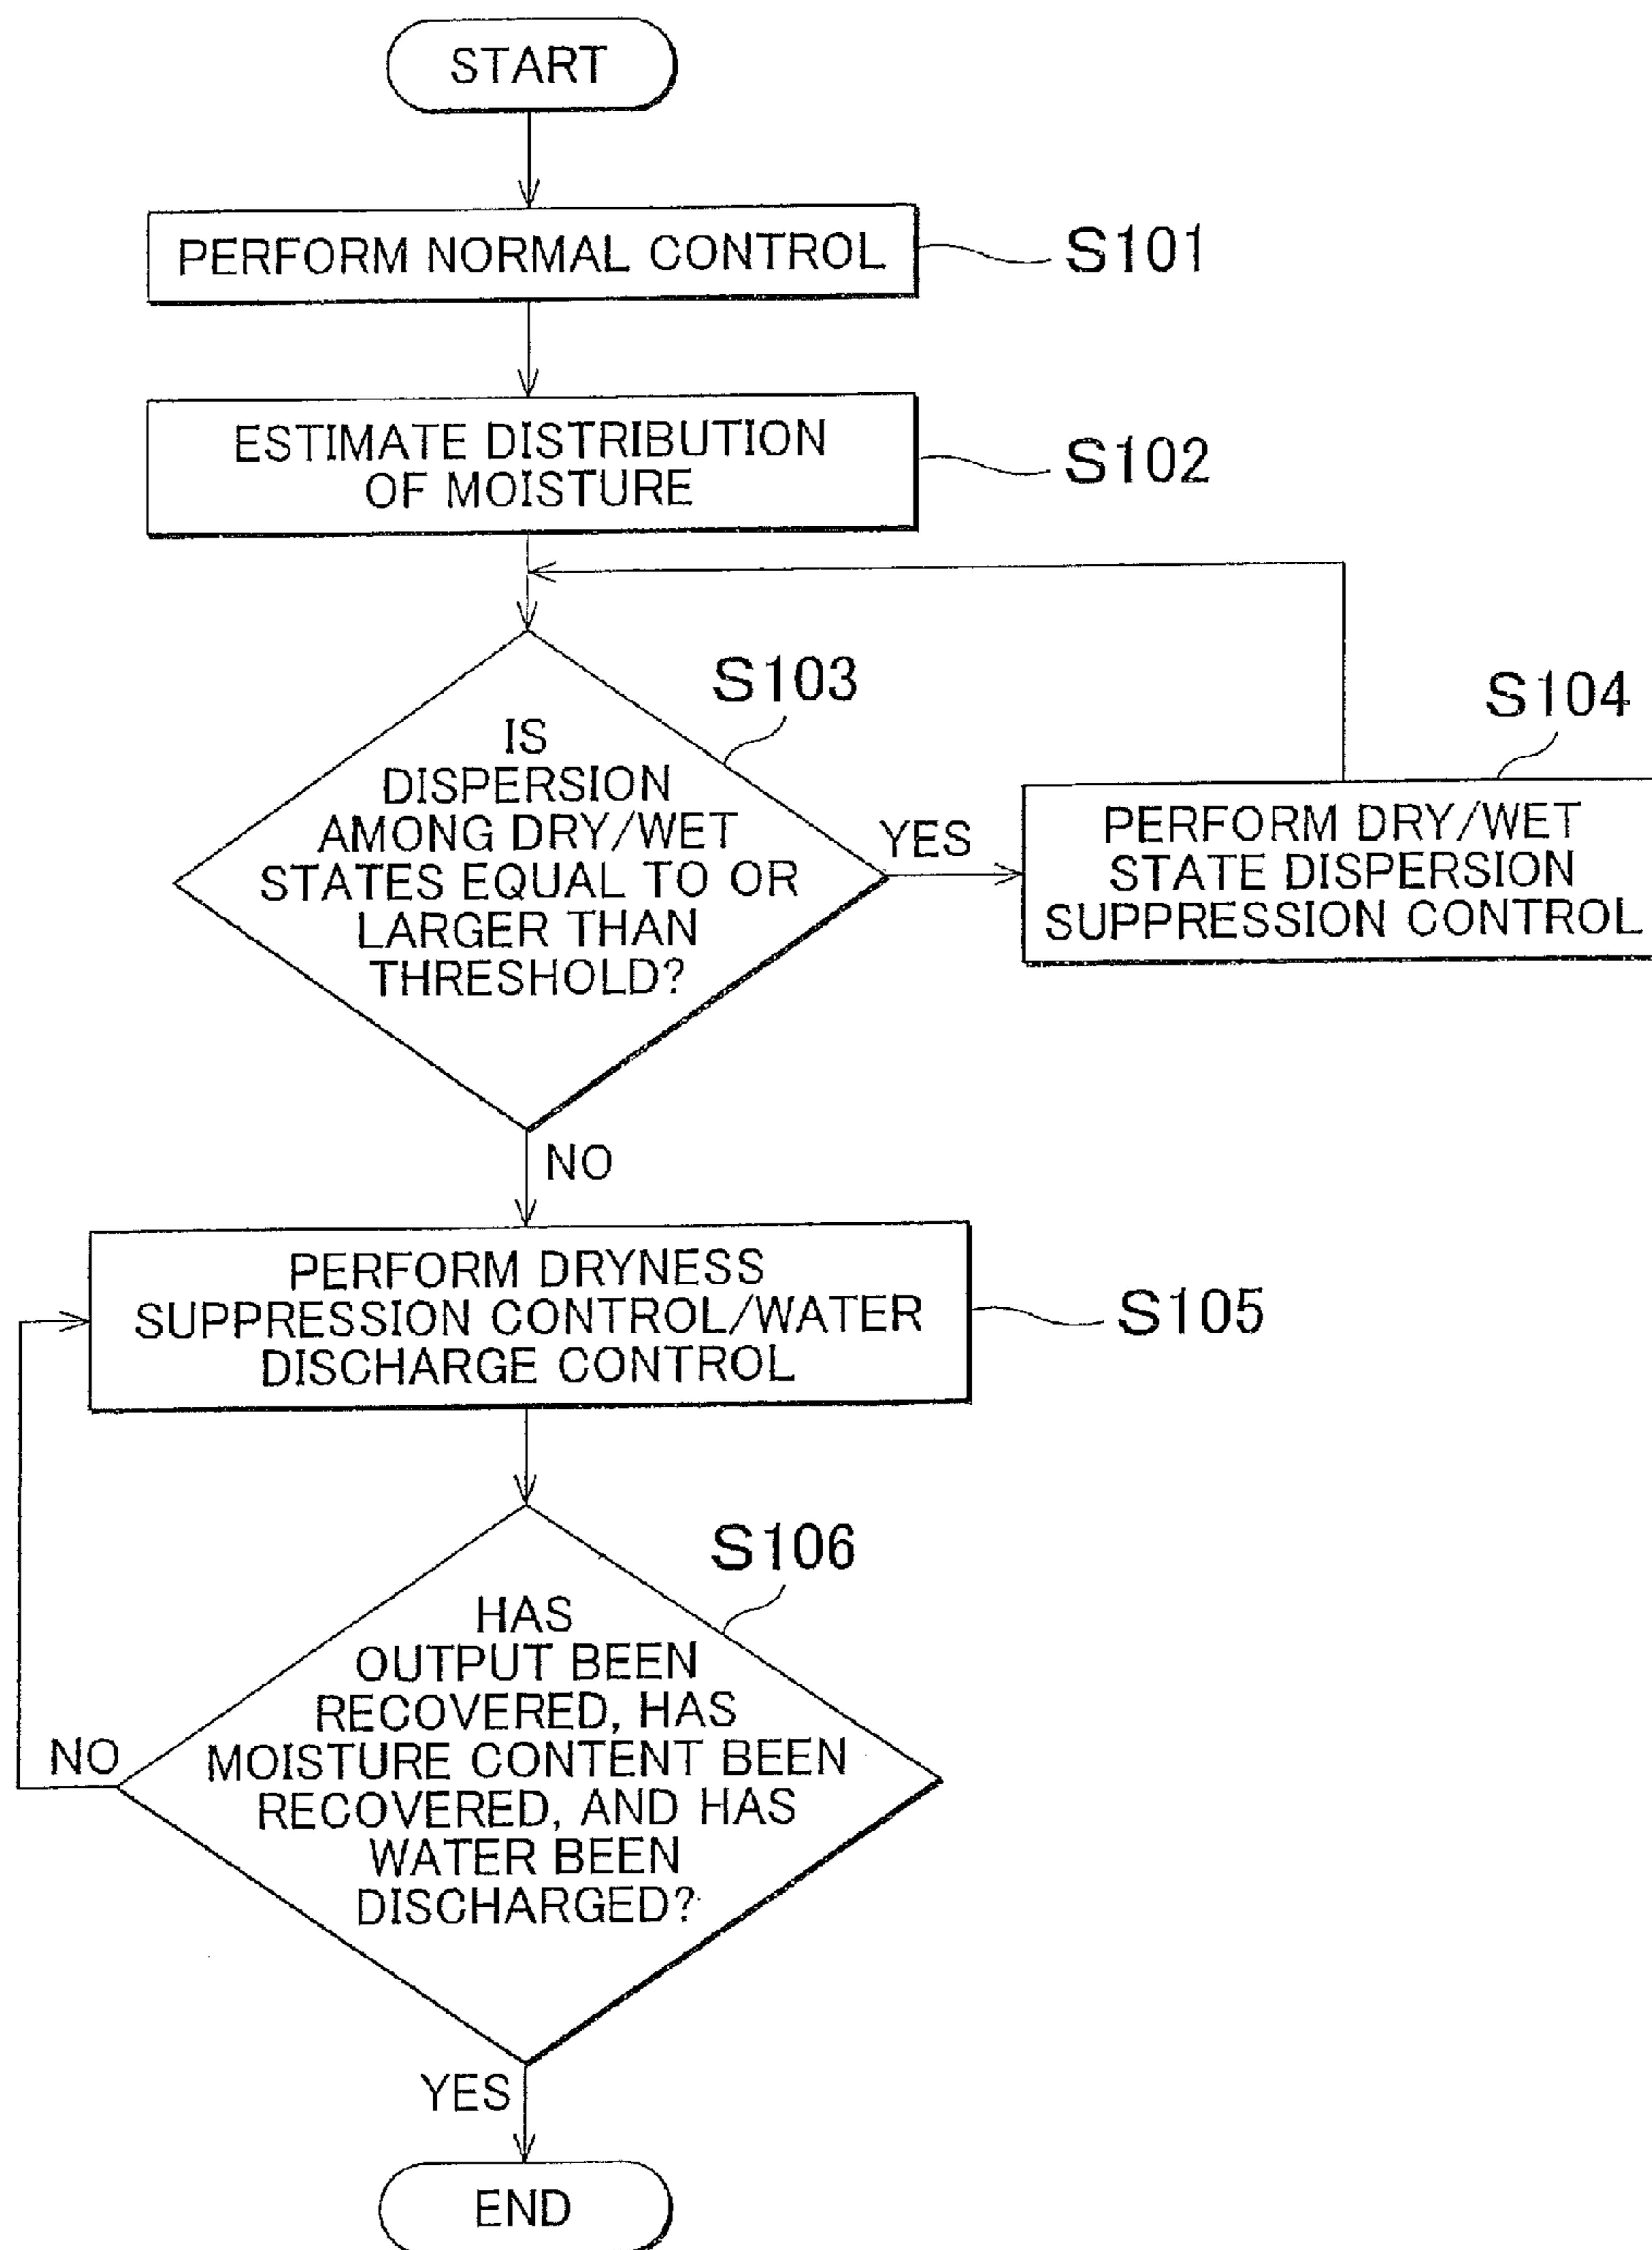 START
PERFORM NORMAL CONTROL
S101
ESTIMATE DISTRIBUTION
OF MOISTURE
S102
S103
IS
DISPERSION
AMONG DRY/WET
STATES EQUAL TO OR
LARGER THAN
THRESHOLD?
YES
S104
PERFORM DRY/WET
STATE DISPERSION
SUPPRESSION CONTROL
NO
PERFORM DRYNESS
SUPPRESSION CONTROL/WATER
DISCHARGE CONTROL
S105
S106
HAS
OUTPUT BEEN
RECOVERED, HAS
MOISTURE CONTENT BEEN
RECOVERED, AND HAS
WATER BEEN
DISCHARGED?
NO
YES
END